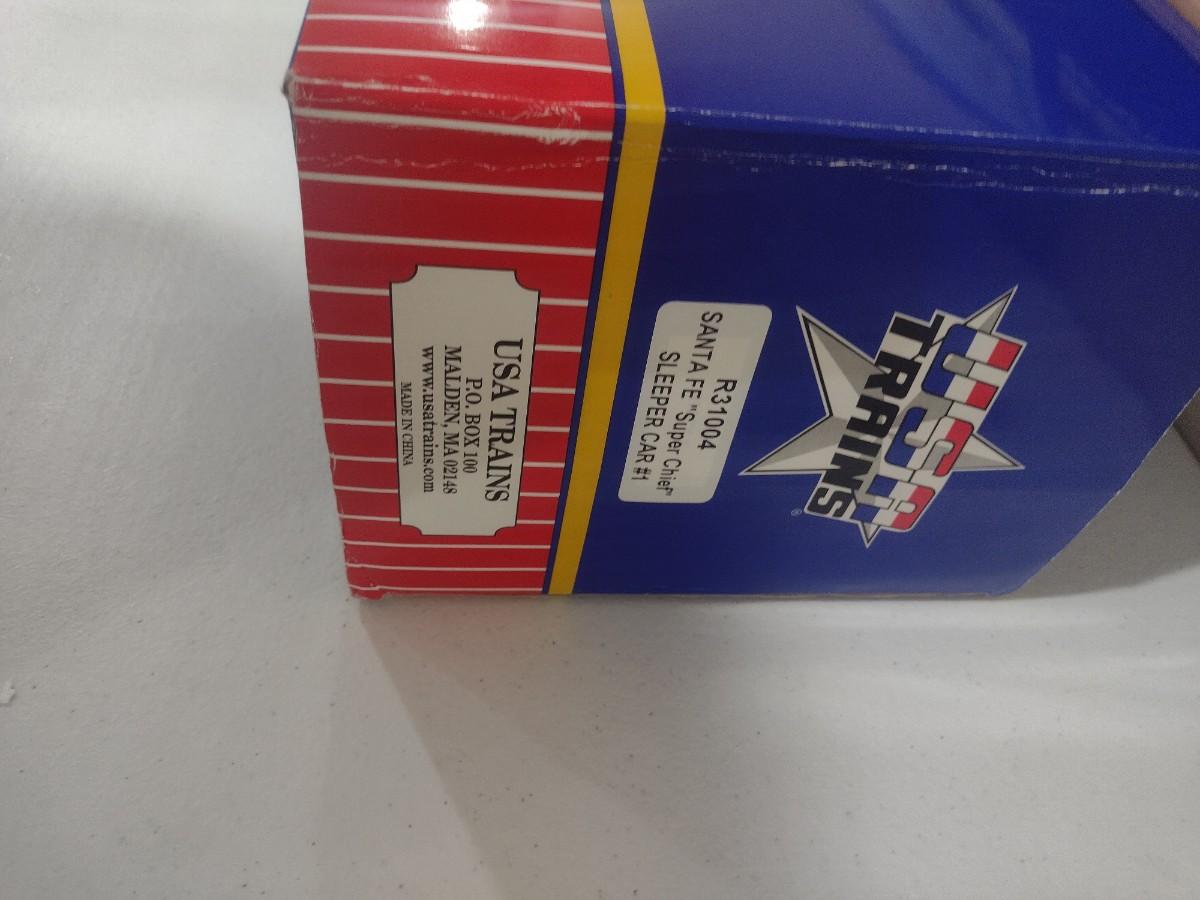 USA
TRAINS
®
R31004
SANTA FE "Super Chief"
SLEEPER CAR #1
USA TRAINS
P.O. BOX 100
MALDEN, MA 02148
www.usatrains.com
MADE IN CHINA